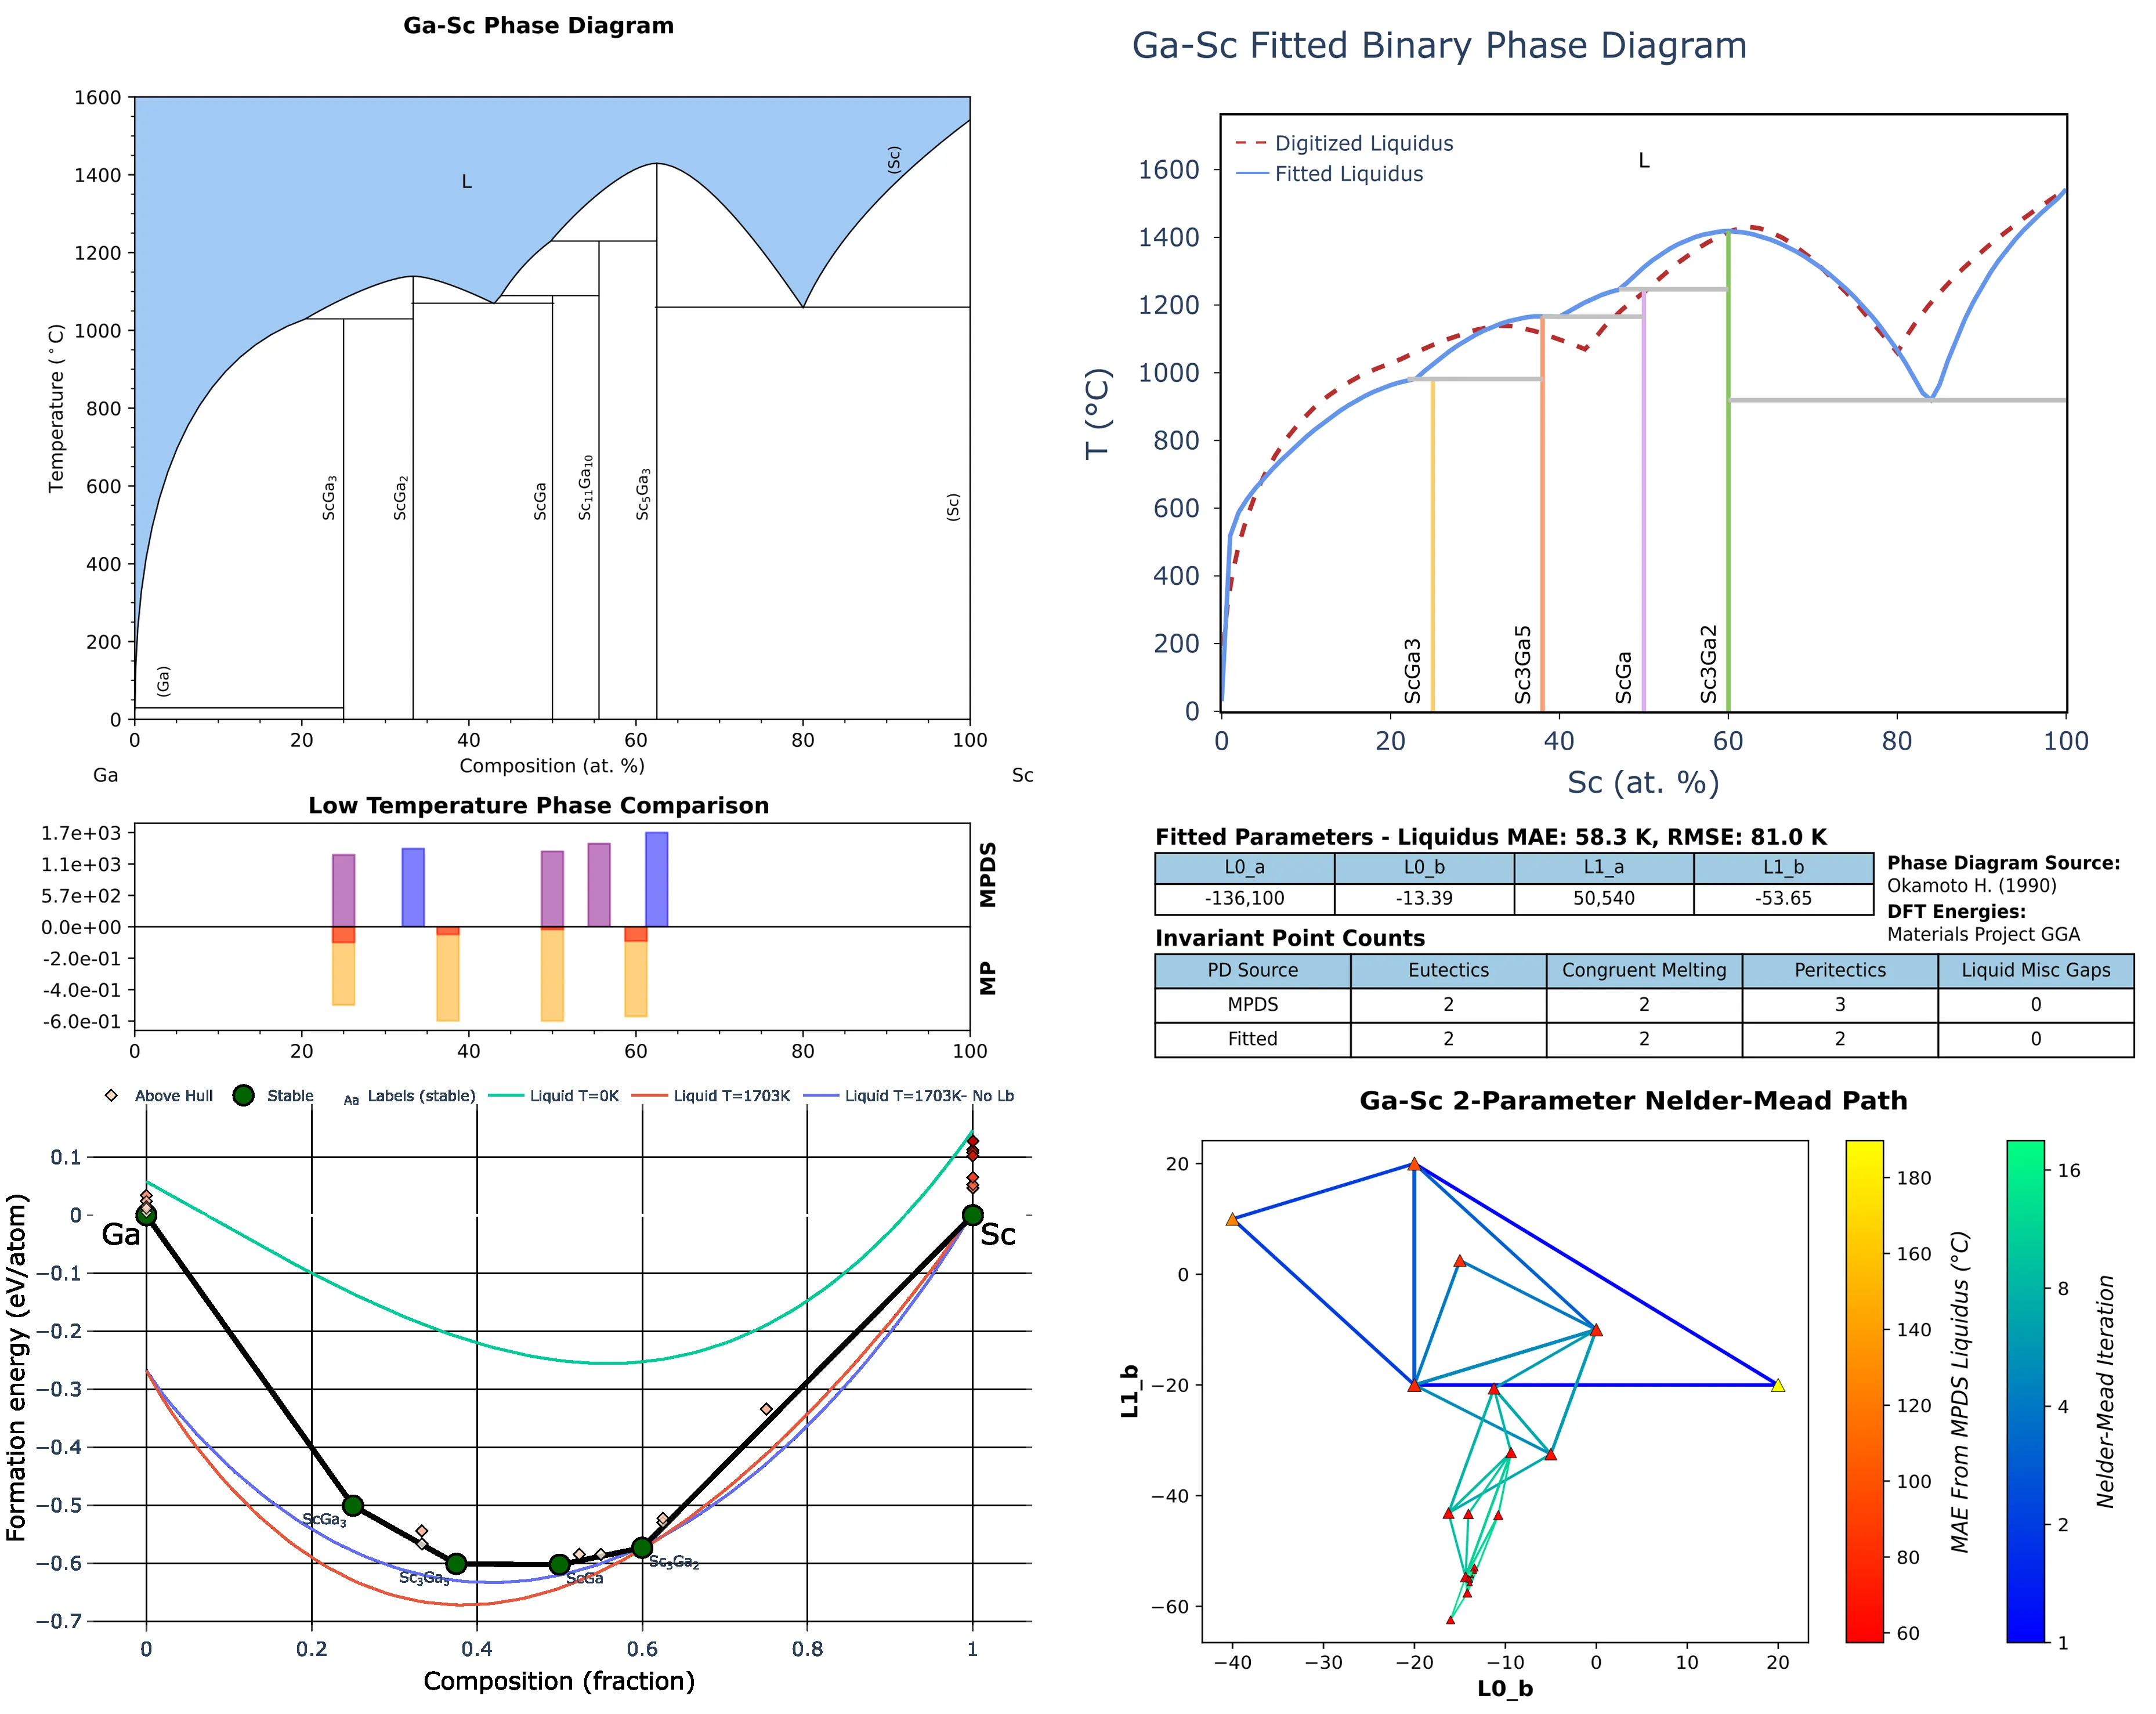 Ga-Sc Phase Diagram
1600
1400
1200
1000
800
600
400
200
0
Temperature (°C)
L
(Sc)
(Ga)
ScGa3
ScGa2
ScGa
Sc11Ga10
Sc5Ga3
(Sc)
0 20 40 60 80 100
Composition (at. %)
Ga Sc
Ga-Sc Fitted Binary Phase Diagram
Digitized Liquidus
Fitted Liquidus
L
1600
1400
1200
1000
800
600
400
200
0
T (°C)
ScGa3
Sc3Ga5
ScGa
Sc3Ga2
0 20 40 60 80 100
Sc (at. %)
Low Temperature Phase Comparison
1.7e+03
1.1e+03
5.7e+02
0.0e+00
-2.0e-01
-4.0e-01
-6.0e-01
MPDS
MP
0 20 40 60 80 100
Fitted Parameters - Liquidus MAE: 58.3 K, RMSE: 81.0 K
L0_a L0_b L1_a L1_b
-136,100 -13.39 50,540 -53.65
Phase Diagram Source:
Okamoto H. (1990)
DFT Energies:
Materials Project GGA
Invariant Point Counts
PD Source Eutectics Congruent Melting Peritectics Liquid Misc Gaps
MPDS 2 2 3 0
Fitted 2 2 2 0
Above Hull Stable Aa Labels (stable) Liquid T=0K Liquid T=1703K Liquid T=1703K- No Lb
0.1
0
−0.1
−0.2
−0.3
−0.4
−0.5
−0.6
−0.7
Formation energy (eV/atom)
Ga
Sc
ScGa3
Sc3Ga5
ScGa
Sc3Ga2
0 0.2 0.4 0.6 0.8 1
Composition (fraction)
Ga-Sc 2-Parameter Nelder-Mead Path
20
0
−20
−40
−60
L1_b
−40 −30 −20 −10 0 10 20
L0_b
180
160
140
120
100
80
60
MAE From MPDS Liquidus (°C)
16
8
4
2
1
Nelder-Mead Iteration